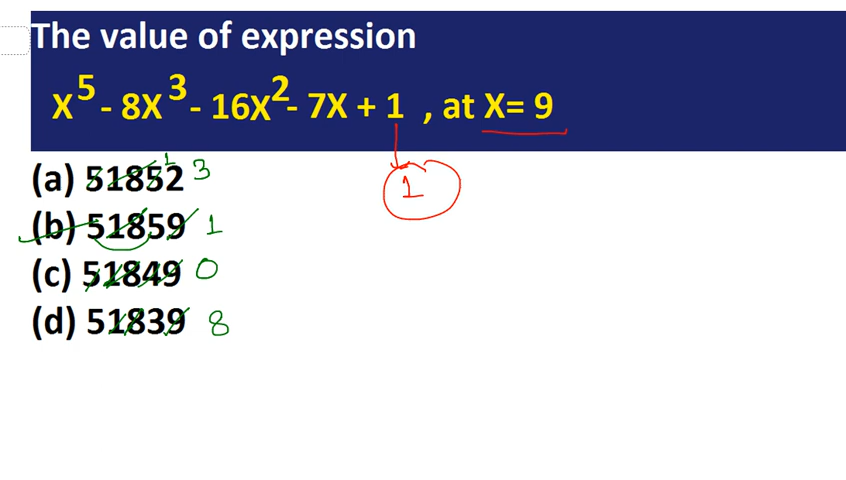 The value of expression
X⁵ - 8X³ - 16X² - 7X + 1 , at X= 9
1
(a) 51852 1 3
(b) 51859 1
(c) 51849 0
(d) 51839 8